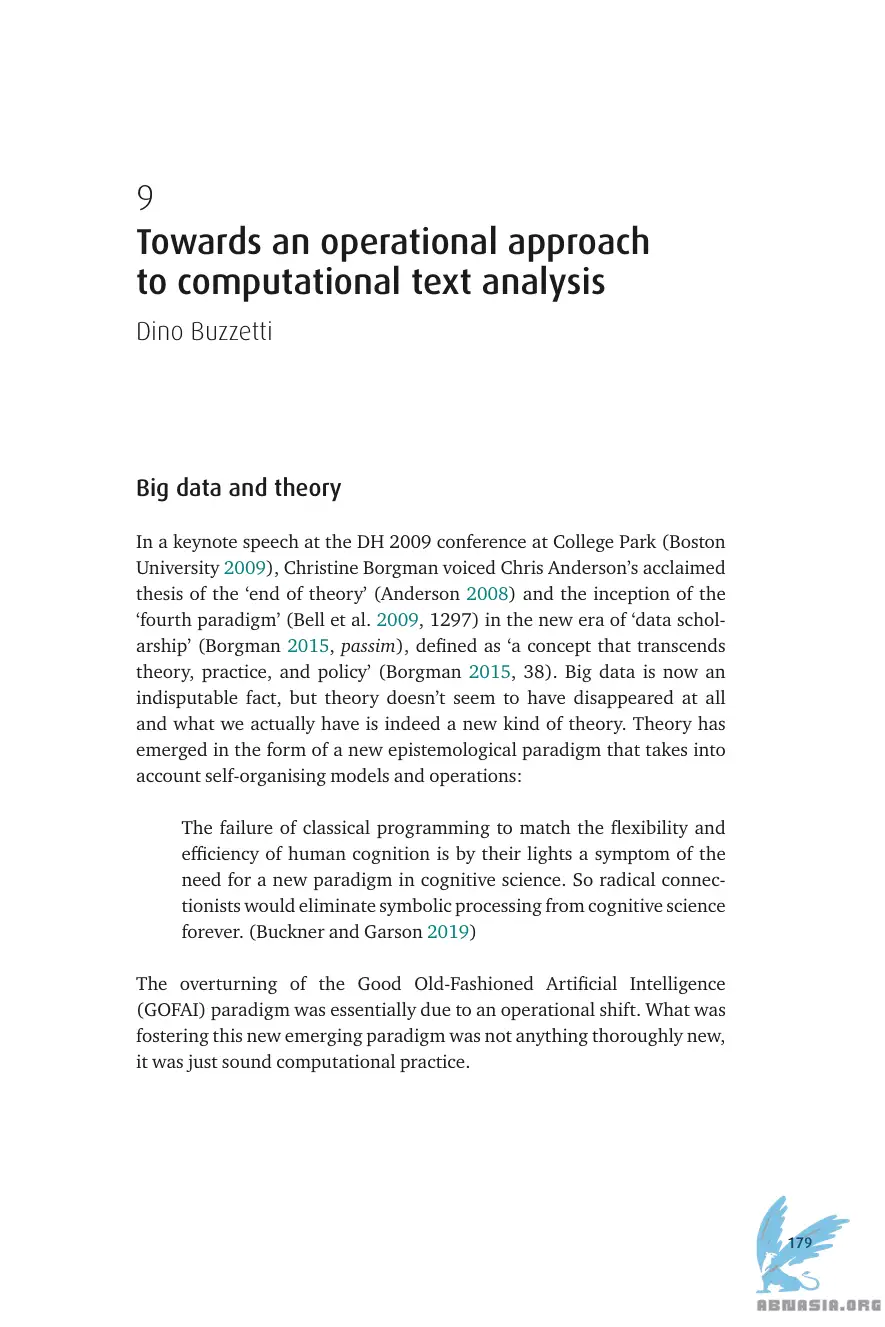 9
Towards an operational approach
to computational text analysis
Dino Buzzetti
Big data and theory
In a keynote speech at the DH 2009 conference at College Park (Boston
University 2009), Christine Borgman voiced Chris Anderson’s acclaimed
thesis of the ‘end of theory’ (Anderson 2008) and the inception of the
‘fourth paradigm’ (Bell et al. 2009, 1297) in the new era of ‘data schol-
arship’ (Borgman 2015, passim), defined as ‘a concept that transcends
theory, practice, and policy’ (Borgman 2015, 38). Big data is now an
indisputable fact, but theory doesn’t seem to have disappeared at all
and what we actually have is indeed a new kind of theory. Theory has
emerged in the form of a new epistemological paradigm that takes into
account self-organising models and operations:
The failure of classical programming to match the flexibility and
efficiency of human cognition is by their lights a symptom of the
need for a new paradigm in cognitive science. So radical connec-
tionists would eliminate symbolic processing from cognitive science
forever. (Buckner and Garson 2019)
The overturning of the Good Old-Fashioned Artificial Intelligence
(GOFAI) paradigm was essentially due to an operational shift. What was
fostering this new emerging paradigm was not anything thoroughly new,
it was just sound computational practice.
179
ABNASIA.ORG